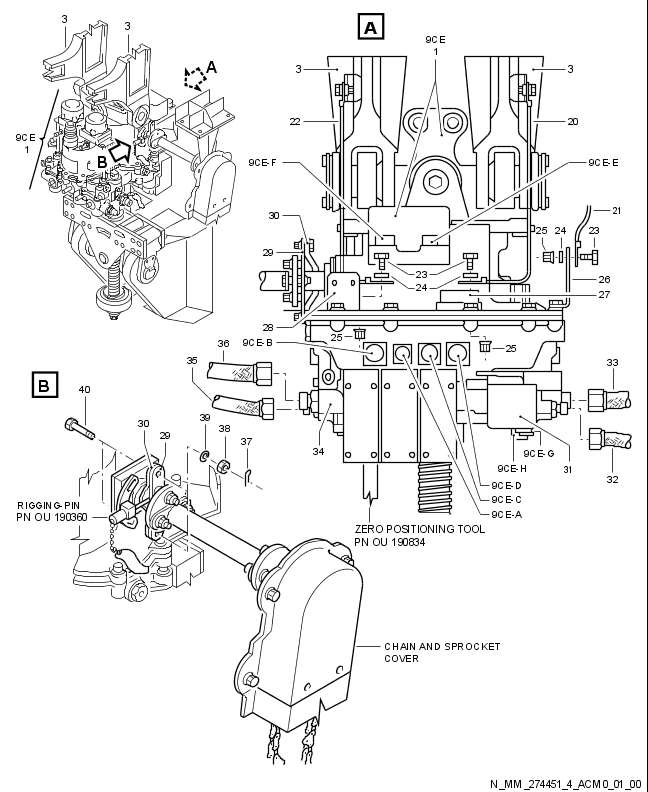 3
3
A
9CE
1
B
A
9CE
1
3
3
22
20
9CE-F
9CE-E
30
21
29
25
24
23
23
26
24
27
28
25
9CE-B
25
36
35
33
34
9CE-G
31
9CE-H
32
9CE-D
9CE-C
9CE-A
ZERO POSITIONING TOOL
PN OU 190834
B
40
30
29
39
38
37
RIGGING-PIN
PN OU 190360
CHAIN AND SPROCKET
COVER
N_MM_274451_4_ACM0_01_00